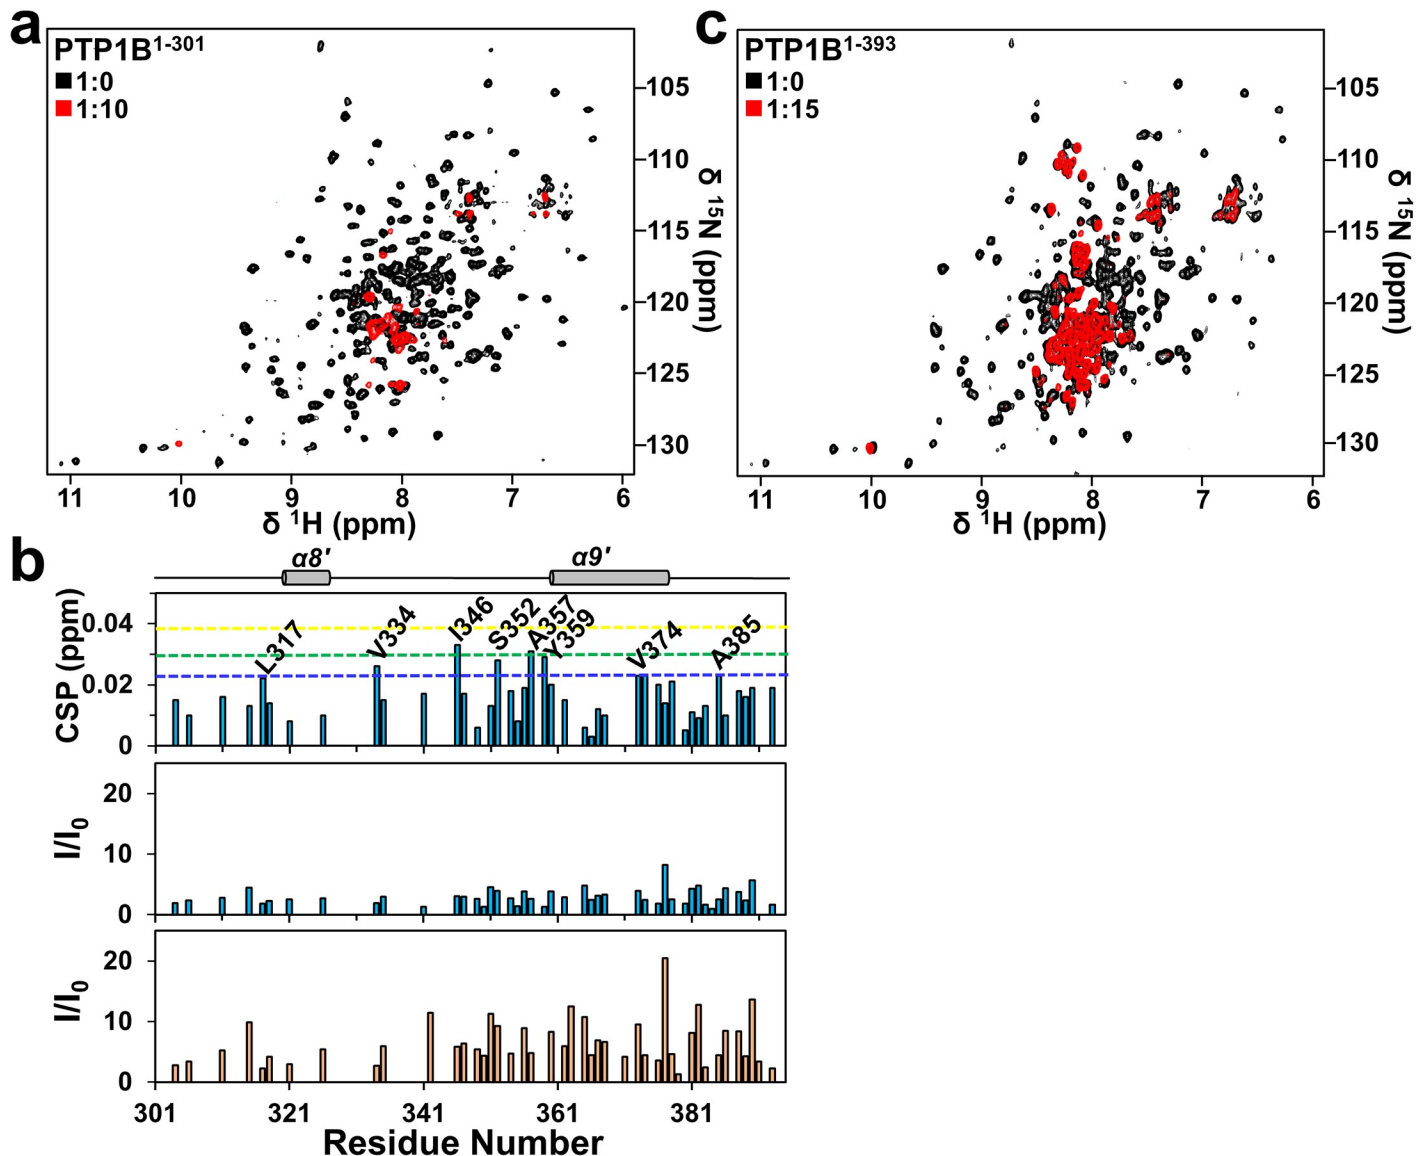 a
PTP1B1-301
1:0
1:10
105
110
115
120
125
130
δ 15N (ppm)
11 10 9 8 7 6
δ 1H (ppm)
c
PTP1B1-393
1:0
1:15
105
110
115
120
125
130
δ 15N (ppm)
11 10 9 8 7 6
δ 1H (ppm)
b
α8′ α9′
CSP (ppm)
0.04
0.02
0
L317 V334 I346 S352 A357 Y359 V374 A385
I/I0
20
10
0
I/I0
20
10
0
301 321 341 361 381
Residue Number